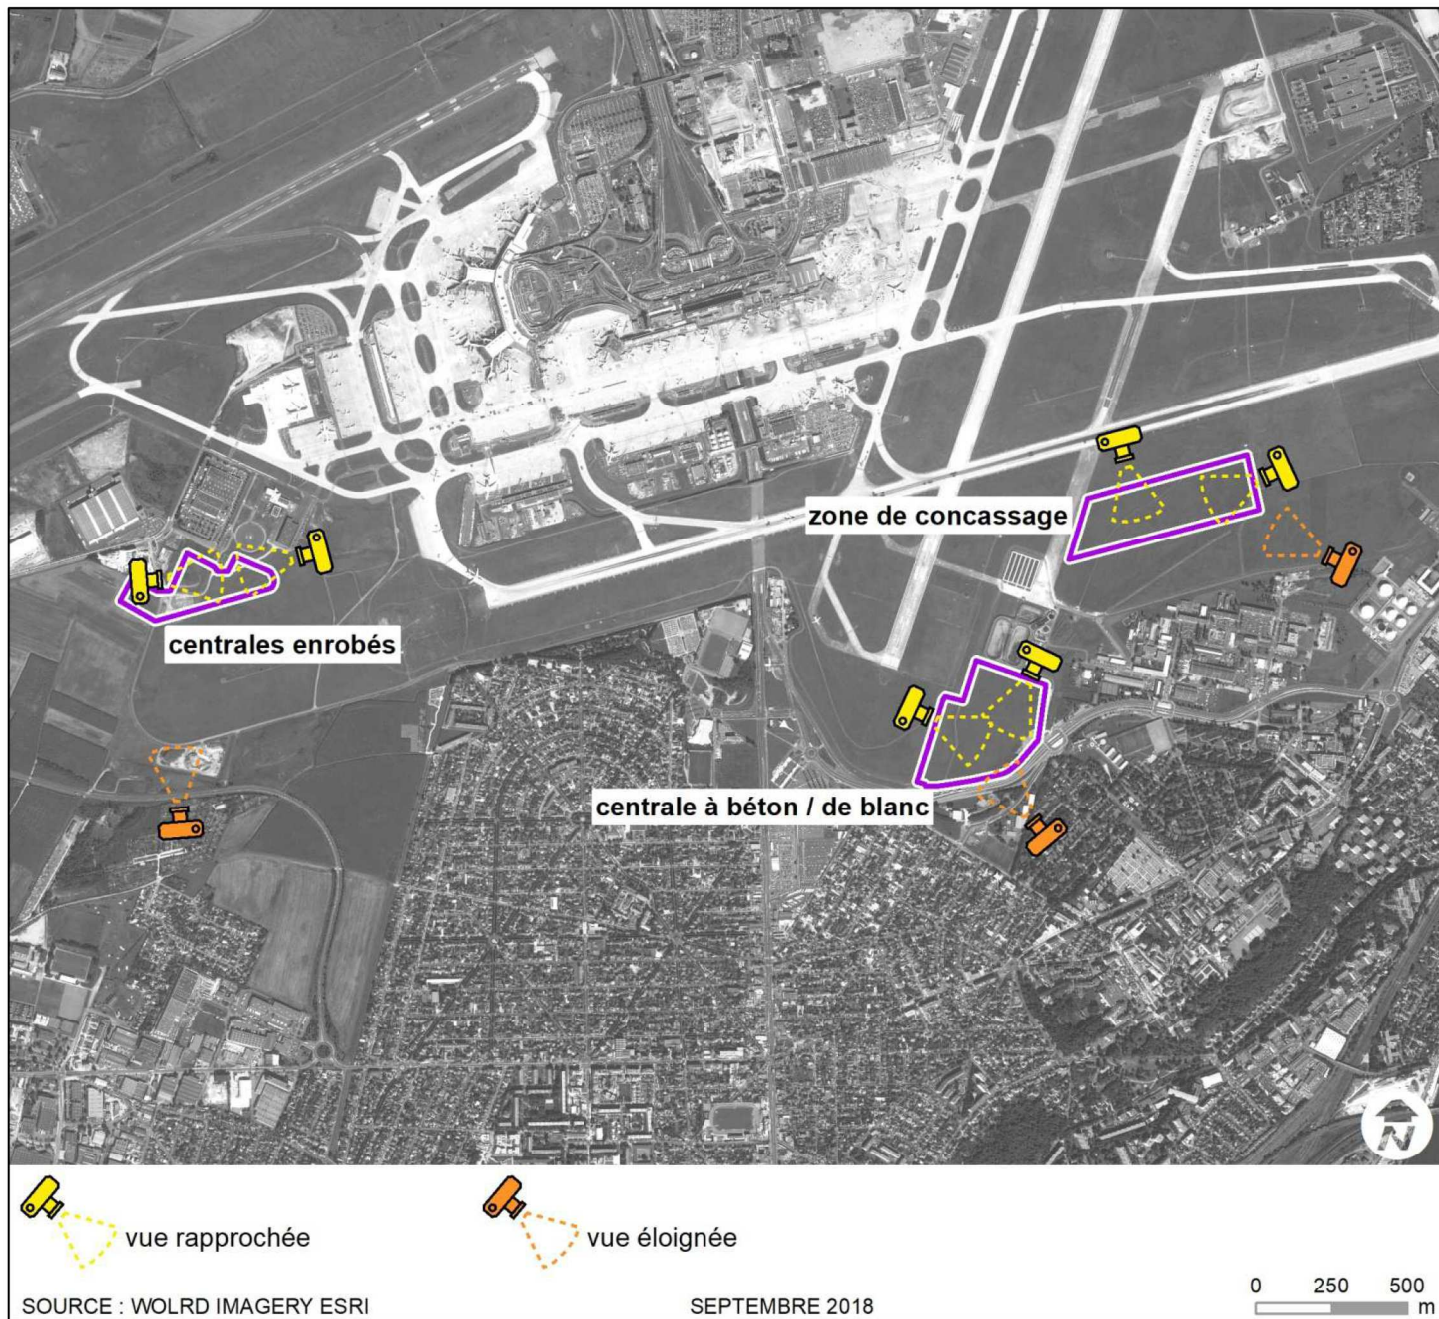 zone de concassage
centrales enrobés
centrale à béton / de blanc
N
vue rapprochée
vue éloignée
0 250 500
m
SOURCE : WOLRD IMAGERY ESRI
SEPTEMBRE 2018